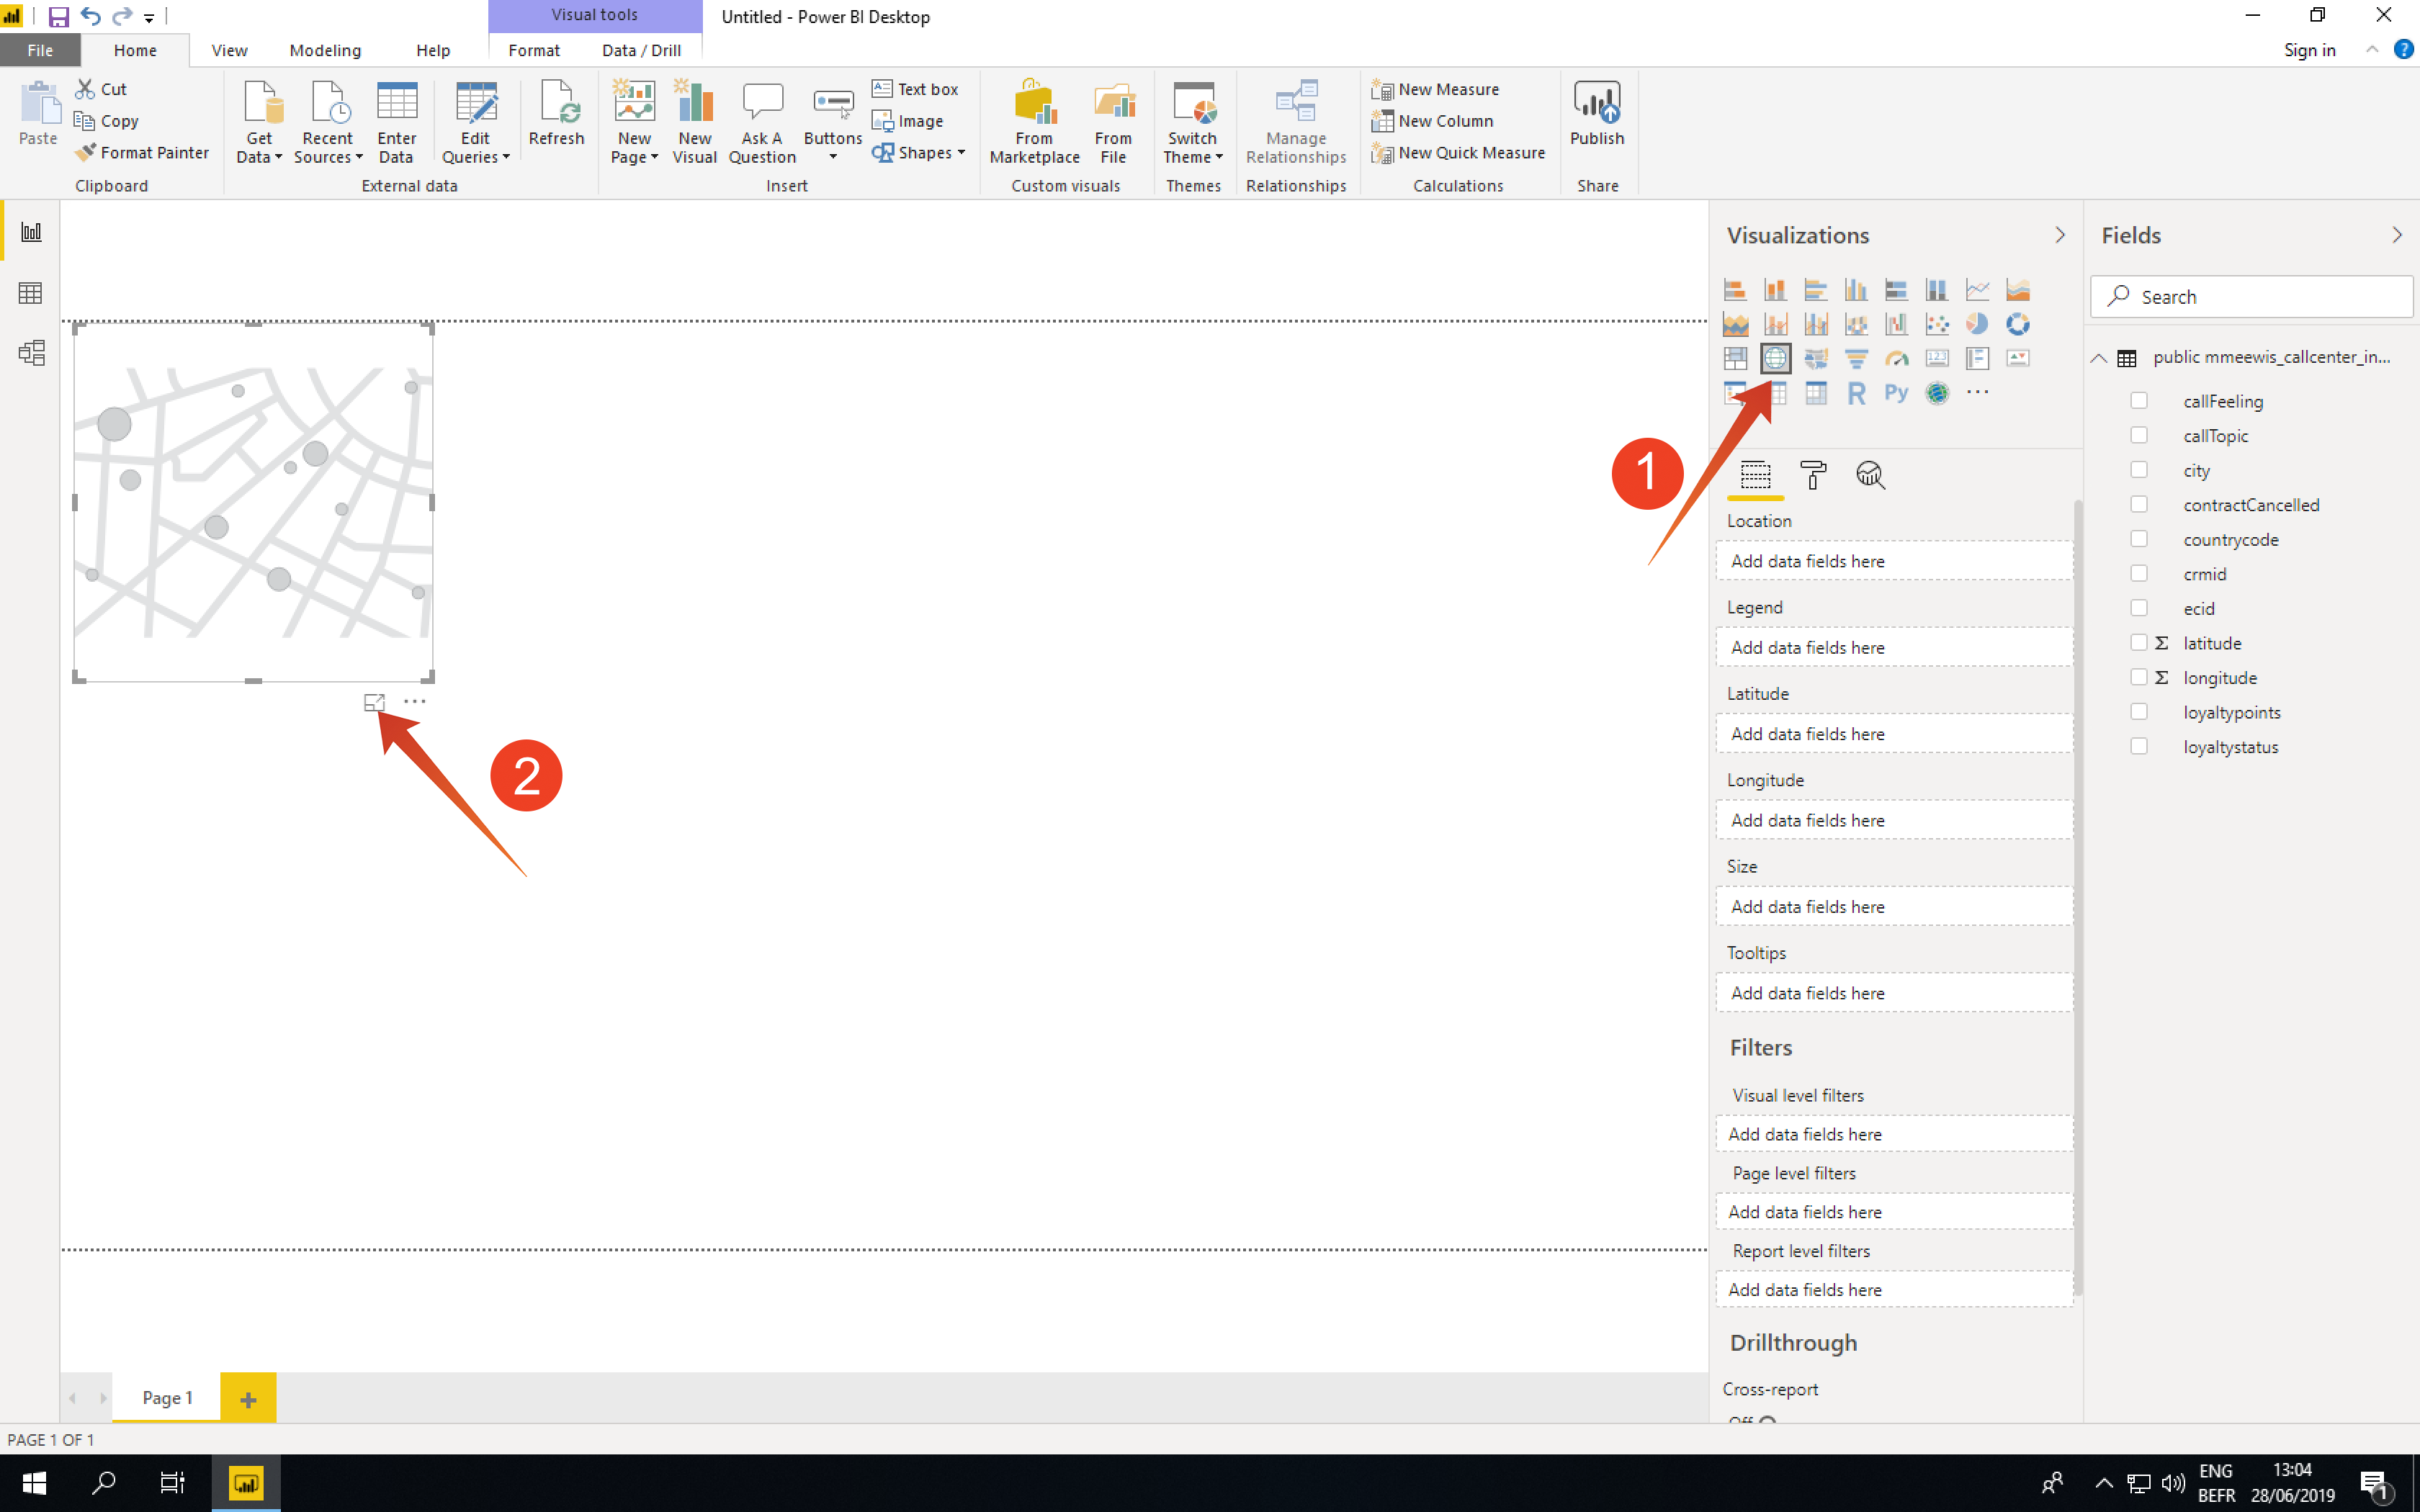 Visual tools
Untitled - Power BI Desktop
File
Home
View
Modeling
Help
Format
Data / Drill
Sign in
?
Paste
Cut
Copy
Format Painter
Clipboard
Get Data
Recent Sources
Enter Data
Edit Queries
Refresh
External data
New Page
New Visual
Ask A Question
Buttons
Text box
Image
Shapes
Insert
From Marketplace
From File
Custom visuals
Switch Theme
Themes
Manage Relationships
Relationships
New Measure
New Column
New Quick Measure
Calculations
Publish
Share
Visualizations
123
R
Py
1
2
Location
Add data fields here
Legend
Add data fields here
Latitude
Add data fields here
Longitude
Add data fields here
Size
Add data fields here
Tooltips
Add data fields here
Filters
Visual level filters
Add data fields here
Page level filters
Add data fields here
Report level filters
Add data fields here
Drillthrough
Cross-report
Off
Fields
Search
public mmeewis_callcenter_in...
callFeeling
callTopic
city
contractCancelled
countrycode
crmid
ecid
Σ latitude
Σ longitude
loyaltypoints
loyaltystatus
Page 1
PAGE 1 OF 1
ENG
BEFR
13:04
28/06/2019
1